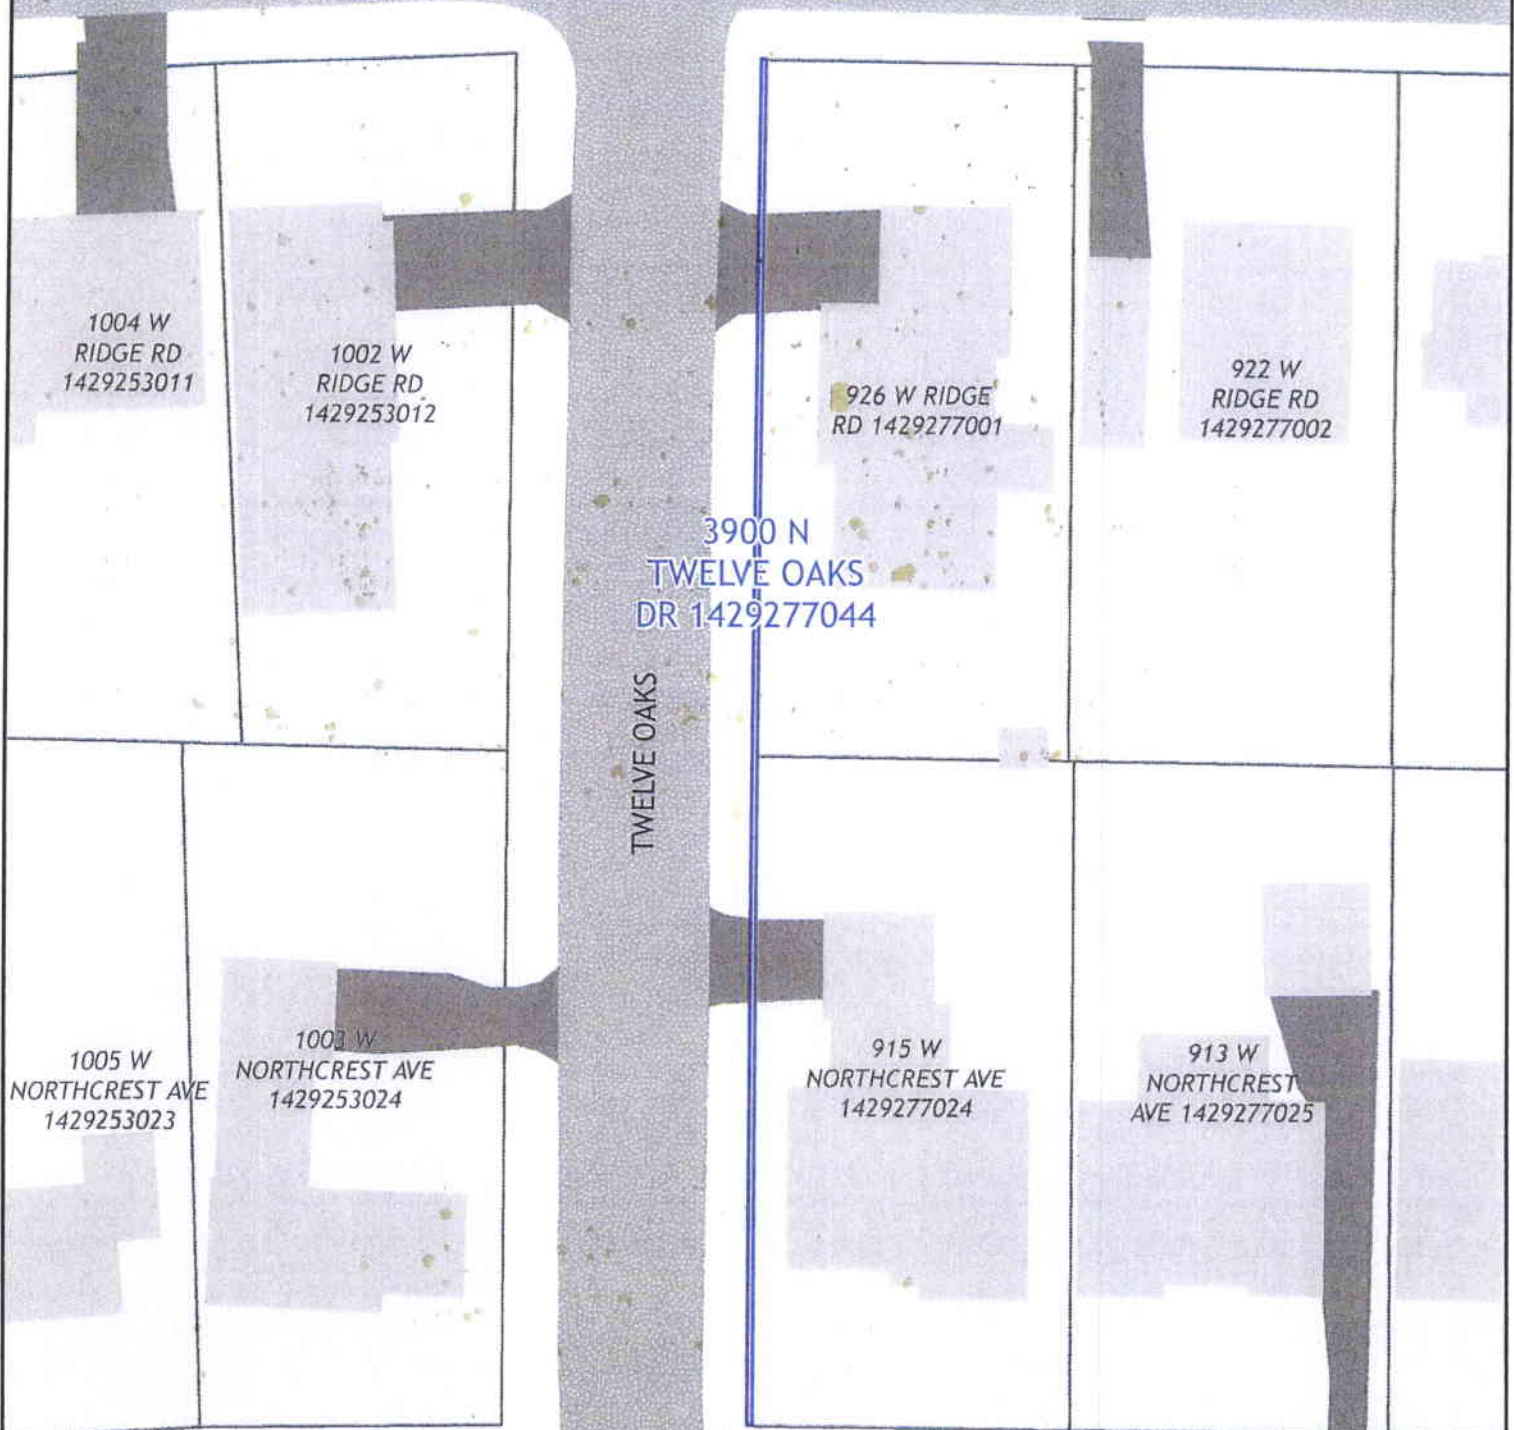 1004 W
RIDGE RD
1429253011
1002 W
RIDGE RD
1429253012
926 W RIDGE
RD 1429277001
922 W
RIDGE RD
1429277002
3900 N
TWELVE OAKS
DR 1429277044
TWELVE OAKS
1005 W
NORTHCREST AVE
1429253023
1003 W
NORTHCREST AVE
1429253024
915 W
NORTHCREST AVE
1429277024
913 W
NORTHCREST
AVE 1429277025